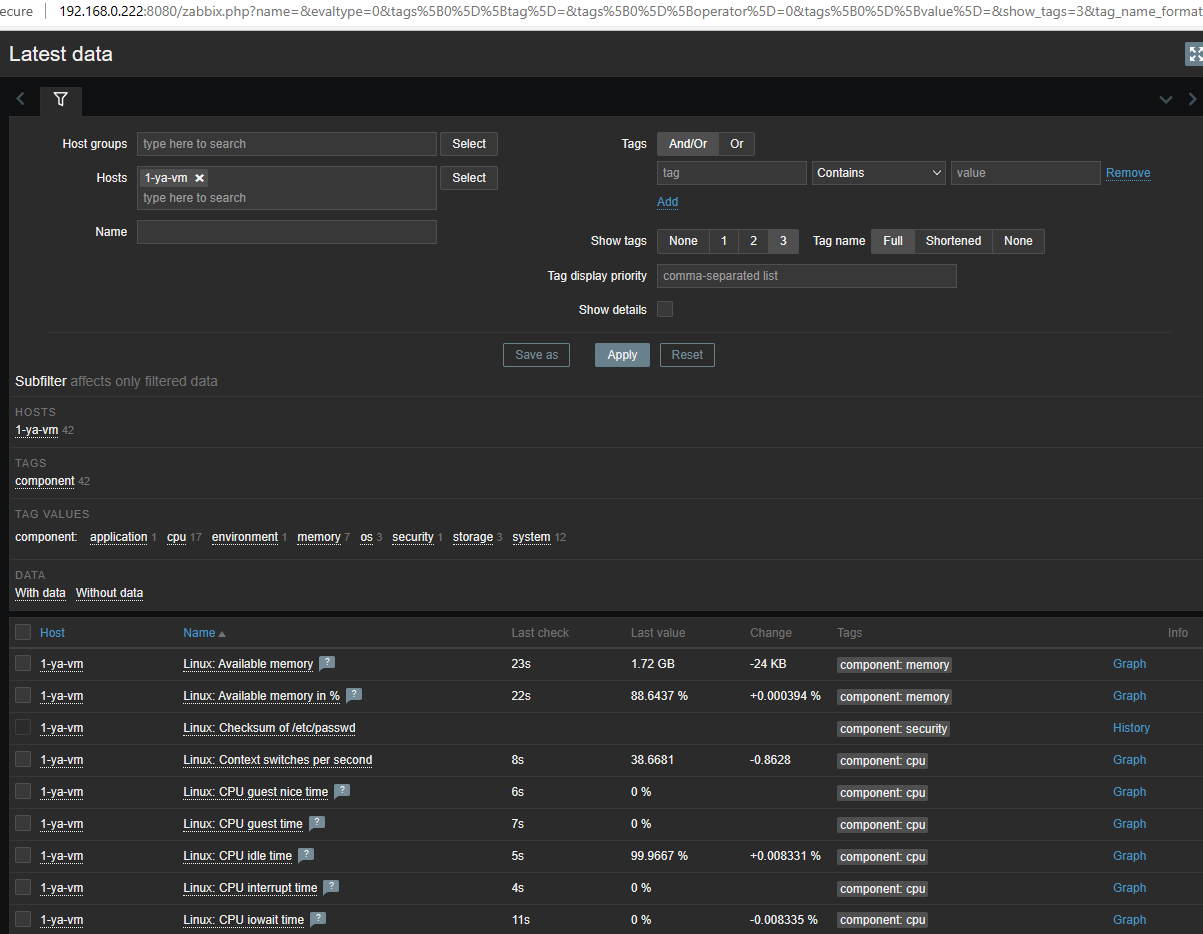 ecure 192.168.0.222:8080/zabbix.php?name=&evaltype=0&tags%5B0%5D%5Btag%5D=&tags%5B0%5D%5Boperator%5D=0&tags%5B0%5D%5Bvalue%5D=&show_tags=3&tag_name_format
Latest data
Host groups type here to search Select Tags And/Or Or
Hosts 1-ya-vm type here to search Select tag Contains value Remove
Add
Name
Show tags None 1 2 3 Tag name Full Shortened None
Tag display priority comma-separated list
Show details
Save as Apply Reset
Subfilter affects only filtered data
HOSTS
1-ya-vm 42
TAGS
component 42
TAG VALUES
component: application 1 cpu 17 environment 1 memory 7 os 3 security 1 storage 3 system 12
DATA
With data Without data
Host Name Last check Last value Change Tags Info
1-ya-vm Linux: Available memory ? 23s 1.72 GB -24 KB component: memory Graph
1-ya-vm Linux: Available memory in % ? 22s 88.6437 % +0.000394 % component: memory Graph
1-ya-vm Linux: Checksum of /etc/passwd component: security History
1-ya-vm Linux: Context switches per second 8s 38.6681 -0.8628 component: cpu Graph
1-ya-vm Linux: CPU guest nice time ? 6s 0 % component: cpu Graph
1-ya-vm Linux: CPU guest time ? 7s 0 % component: cpu Graph
1-ya-vm Linux: CPU idle time ? 5s 99.9667 % +0.008331 % component: cpu Graph
1-ya-vm Linux: CPU interrupt time ? 4s 0 % component: cpu Graph
1-ya-vm Linux: CPU iowait time ? 11s 0 % -0.008335 % component: cpu Graph